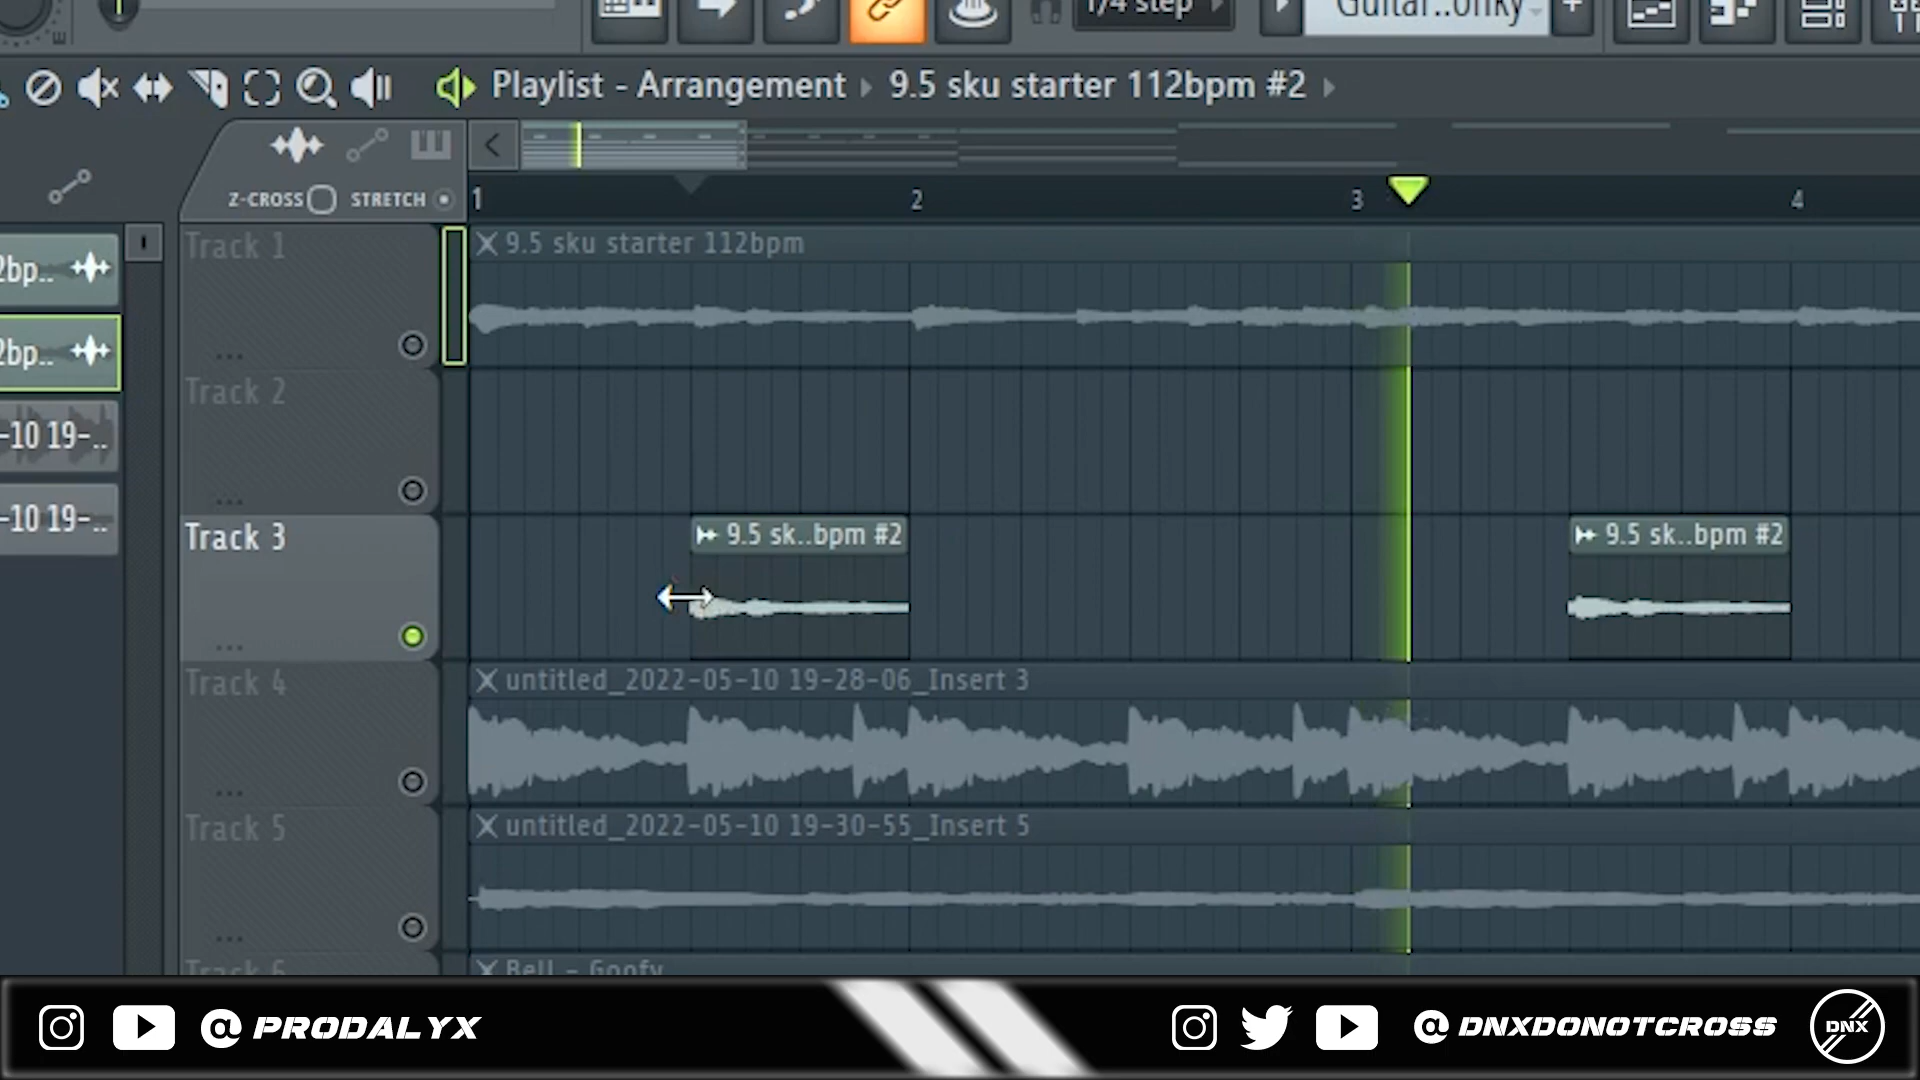 1/4 step
Guitar..onky
Playlist - Arrangement
9.5 sku starter 112bpm #2
Z-CROSS STRETCH
1 2 3 4
Track 1
9.5 sku starter 112bpm
2bp..
2bp..
Track 2
-10 19-..
-10 19-..
Track 3
9.5 sk..bpm #2
9.5 sk..bpm #2
Track 4
untitled_2022-05-10 19-28-06_Insert 3
Track 5
untitled_2022-05-10 19-30-55_Insert 5
Track 6
Bell - Goofy
@ PRODALYX
@ DNXDONOTCROSS
DNX